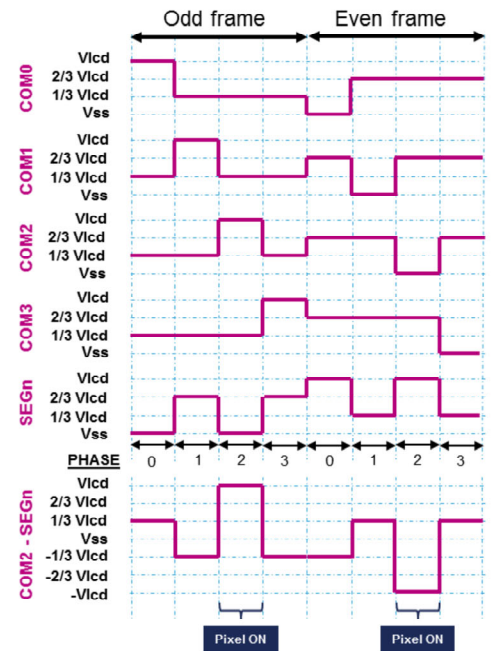 Odd frame Even frame
COM0
Vlcd
2/3 Vlcd
1/3 Vlcd
Vss
COM1
Vlcd
2/3 Vlcd
1/3 Vlcd
Vss
COM2
Vlcd
2/3 Vlcd
1/3 Vlcd
Vss
COM3
Vlcd
2/3 Vlcd
1/3 Vlcd
Vss
SEGn
Vlcd
2/3 Vlcd
1/3 Vlcd
Vss
PHASE 0 1 2 3 0 1 2 3
COM2 - SEGn
Vlcd
2/3 Vlcd
1/3 Vlcd
Vss
-1/3 Vlcd
-2/3 Vlcd
-Vlcd
Pixel ON Pixel ON